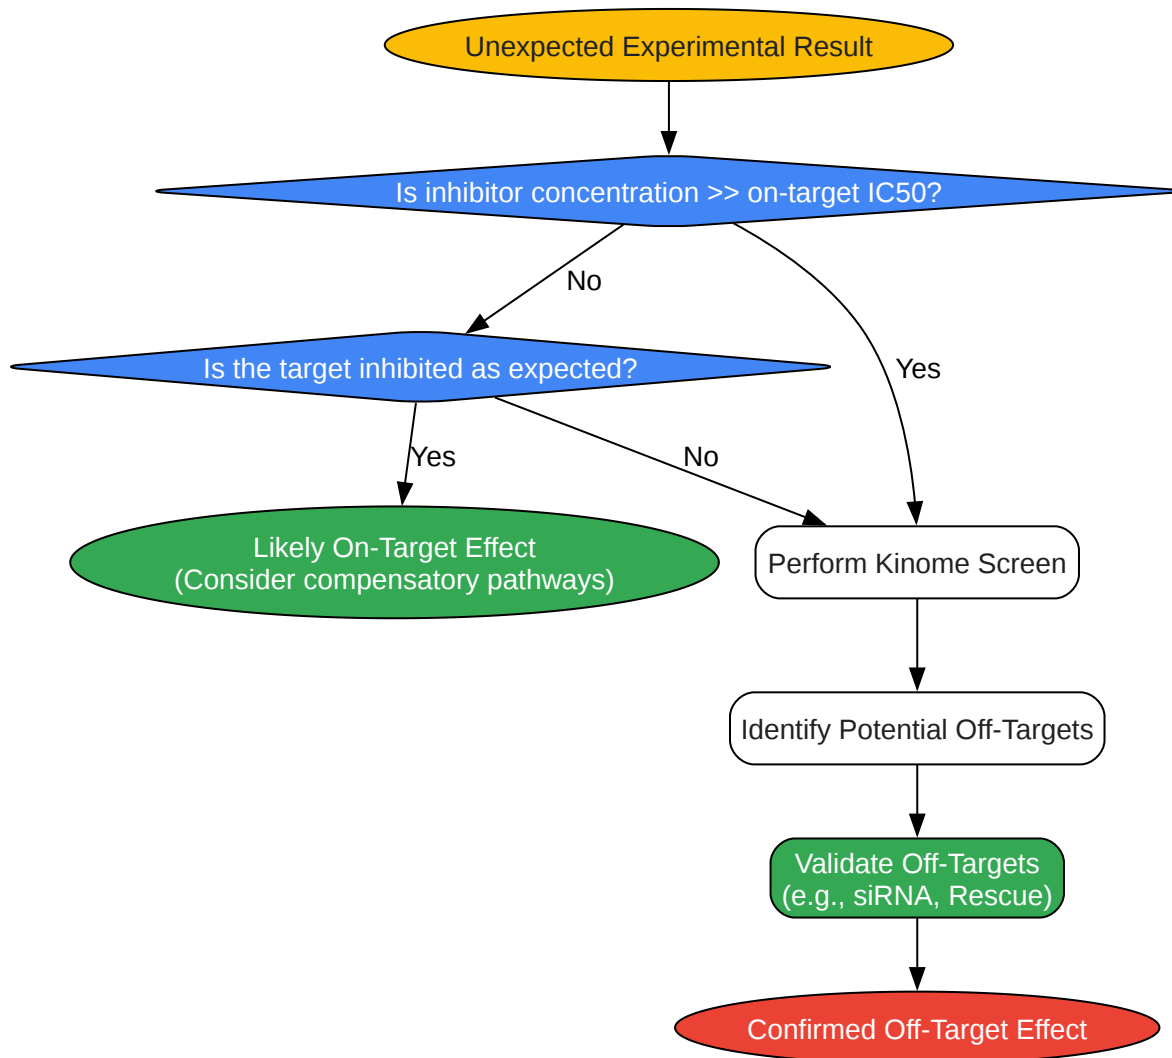 Unexpected Experimental Result
Is inhibitor concentration >> on-target IC50?
No
Yes
Is the target inhibited as expected?
Yes
No
Likely On-Target Effect
(Consider compensatory pathways)
Perform Kinome Screen
Identify Potential Off-Targets
Validate Off-Targets
(e.g., siRNA, Rescue)
Confirmed Off-Target Effect